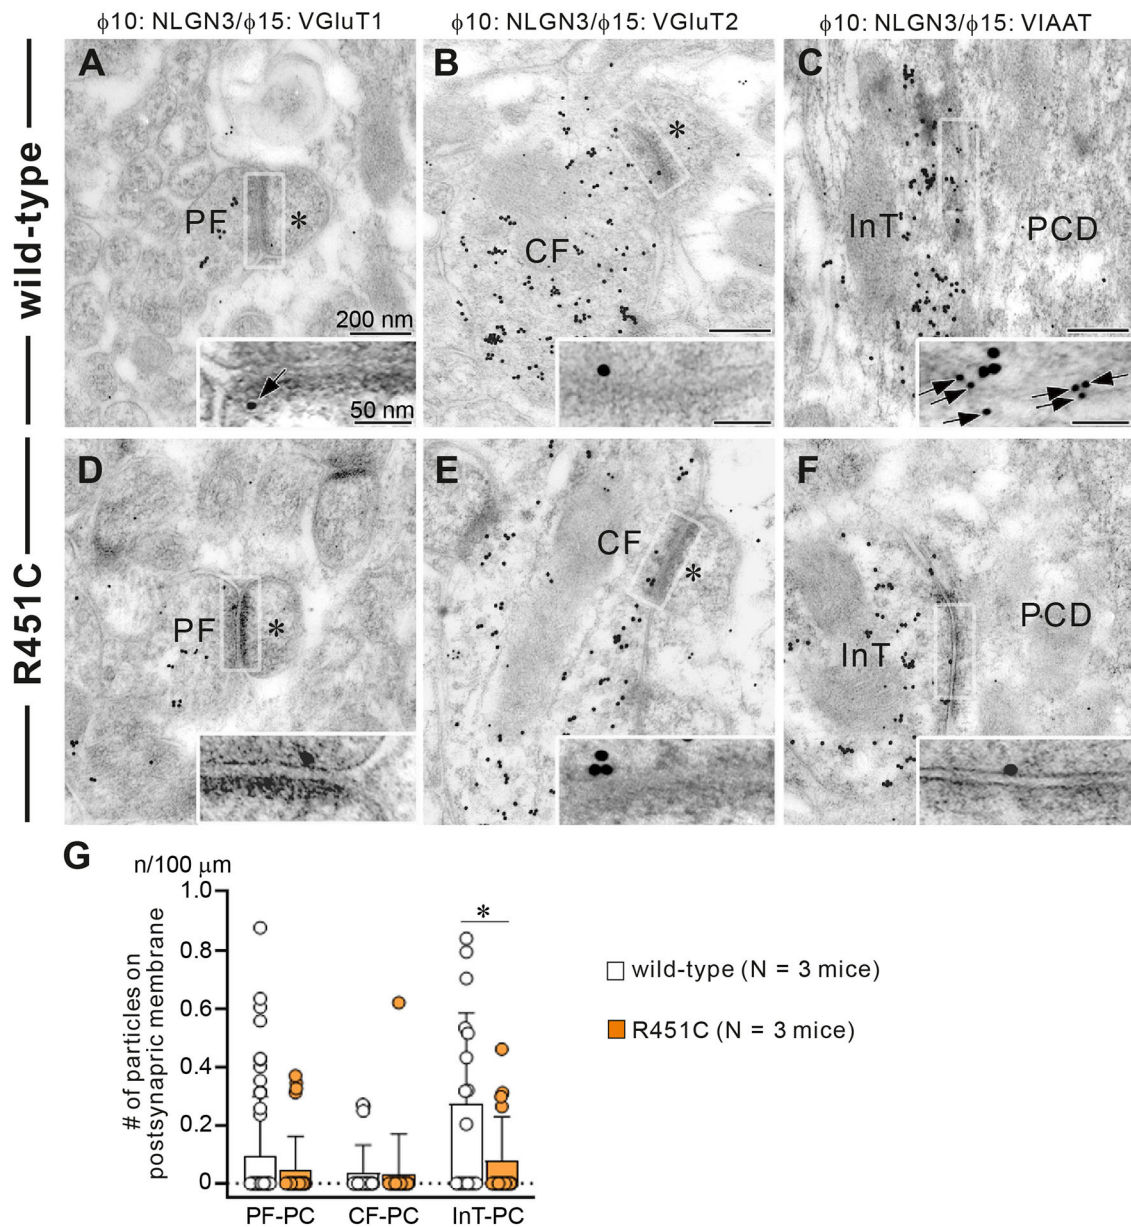 ϕ10: NLGN3/ϕ15: VGluT1
ϕ10: NLGN3/ϕ15: VGluT2
ϕ10: NLGN3/ϕ15: VIAAT
wild-type
A
PF
*
200 nm
50 nm
B
*
CF
C
InT
PCD
R451C
D
PF
*
E
CF
*
F
InT
PCD
G
n/100 μm
# of particles on
postsynapric membrane
1.0
0.8
0.6
0.4
0.2
0
*
PF-PC
CF-PC
InT-PC
wild-type (N = 3 mice)
R451C (N = 3 mice)